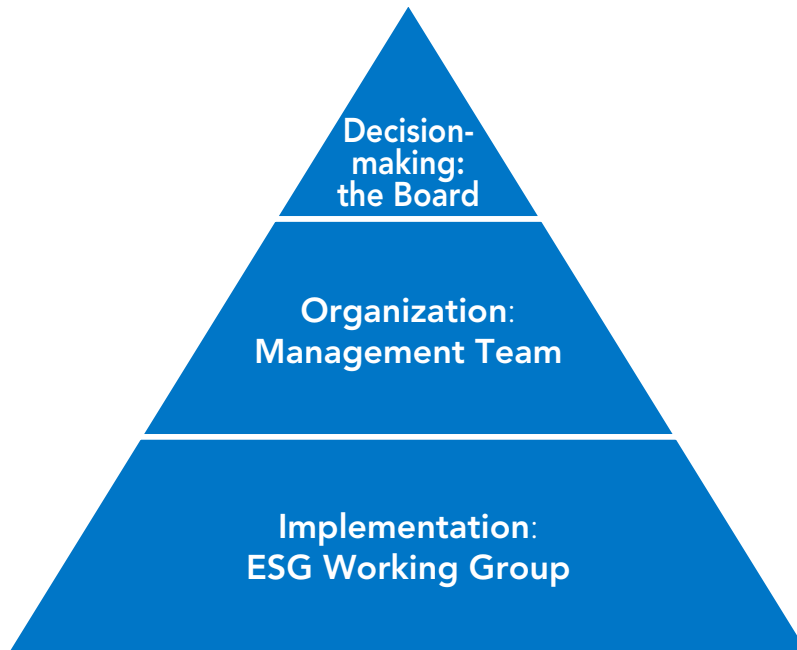 Decision-
making:
the Board
Organization:
Management Team
Implementation:
ESG Working Group